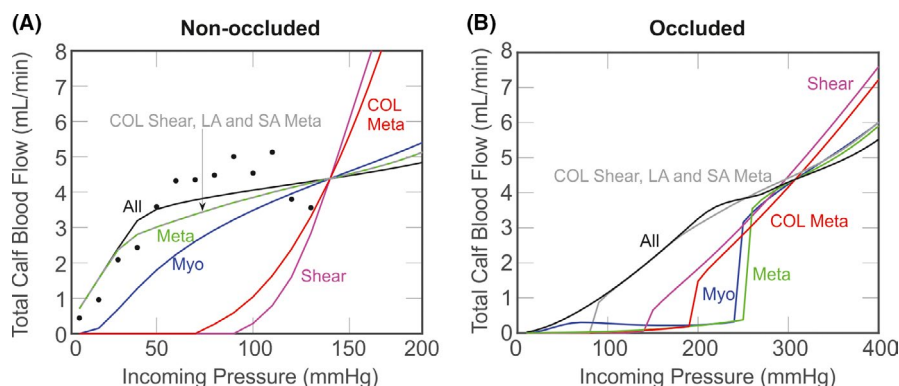 (A)
Non-occluded
Total Calf Blood Flow (mL/min)
8
7
6
5
4
3
2
1
0
COL Shear, LA and SA Meta
COL
Meta
All
Meta
Myo
Shear
50
100
150
200
Incoming Pressure (mmHg)
(B)
Occluded
Total Calf Blood Flow (mL/min)
8
7
6
5
4
3
2
1
0
Shear
COL Shear, LA and SA Meta
All
COL Meta
Myo
Meta
0
100
200
300
400
Incoming Pressure (mmHg)